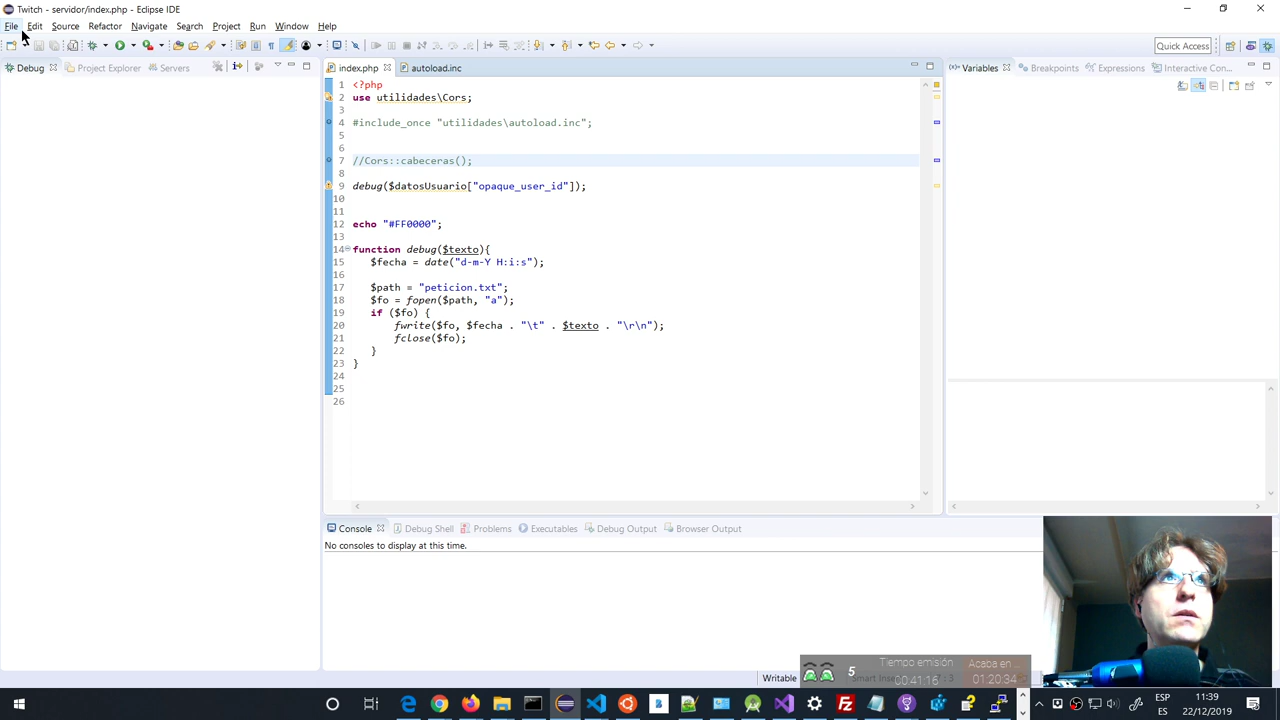 Twitch - servidor/index.php - Eclipse IDE
File Edit Source Refactor Navigate Search Project Run Window Help
Quick Access
Debug Project Explorer Servers
index.php autoload.inc
Variables Breakpoints Expressions Interactive Con...
1 <?php
2 use utilidades\Cors;
3
4 #include_once "utilidades\autoload.inc";
5
6
7 //Cors::cabeceras();
8
9 debug($datosUsuario["opaque_user_id"]);
10
11
12 echo "#FF0000";
13
14 function debug($texto){
15 $fecha = date("d-m-Y H:i:s");
16
17 $path = "peticion.txt";
18 $fo = fopen($path, "a");
19 if ($fo) {
20 fwrite($fo, $fecha . "\t" . $texto . "\r\n");
21 fclose($fo);
22 }
23 }
24
25
26
Console Debug Shell Problems Executables Debug Output Browser Output
No consoles to display at this time.
5 Tiempo emisión 00:41:16 Acaba en ... 01:20:34
Writable Smart Inse
ESP
ES
11:39
22/12/2019